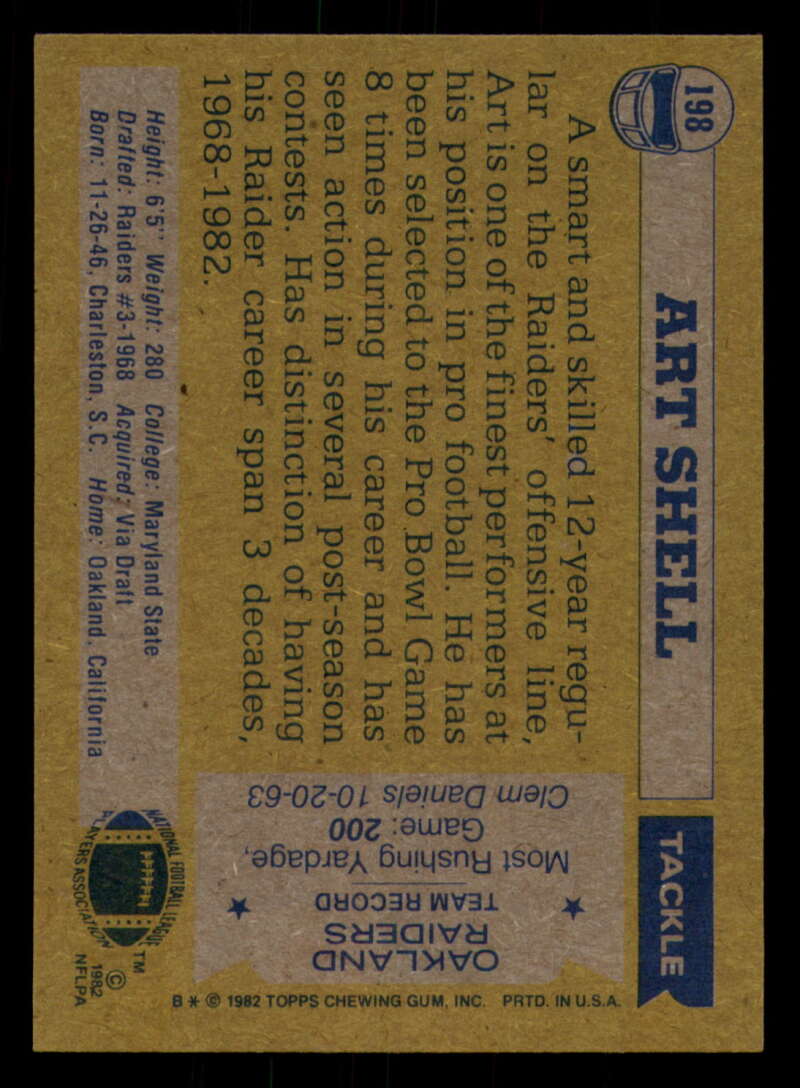 198
ART SHELL
TACKLE
A smart and skilled 12-year regu-
lar on the Raiders' offensive line,
Art is one of the finest performers at
his position in pro football. He has
been selected to the Pro Bowl Game
8 times during his career and has
seen action in several post-season
contests. Has distinction of having
his Raider career span 3 decades,
1968-1982.
Height: 6'5" Weight: 280 College: Maryland State
Drafted: Raiders #3-1968 Acquired: Via Draft
Born: 11-26-46, Charleston, S.C. Home: Oakland, California
OAKLAND
RAIDERS
TEAM RECORD
Most Rushing Yardage,
Game: 200
Clem Daniels 10-20-63
NATIONAL FOOTBALL LEAGUE
PLAYERS ASSOCIATION
TM
©
1982
NFLPA
B * © 1982 TOPPS CHEWING GUM, INC. PRTD. IN U.S.A.